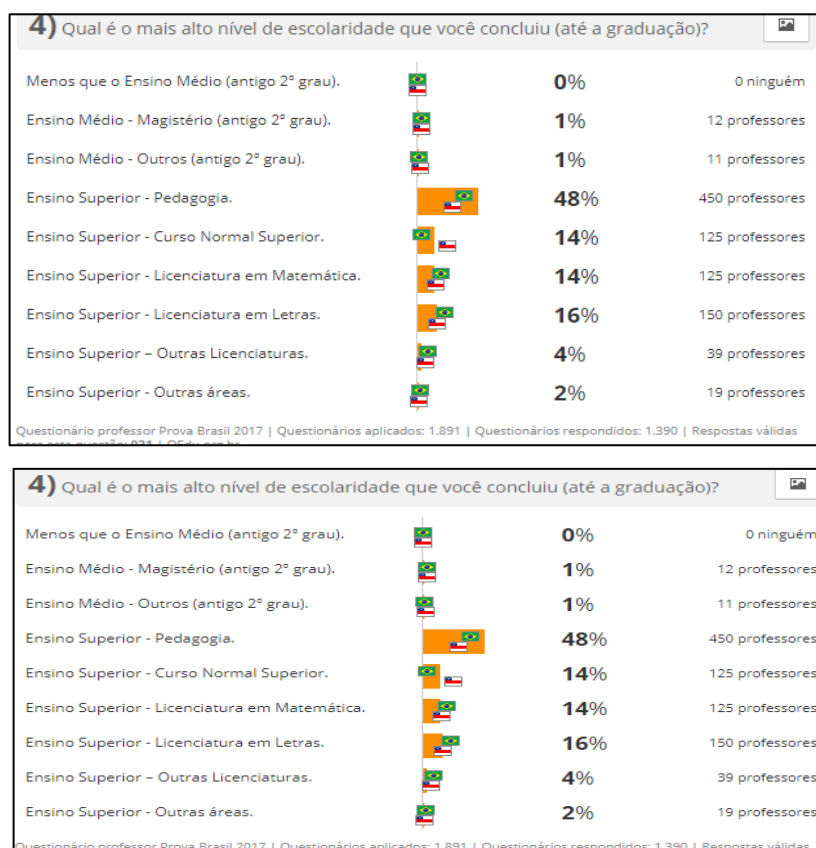 4) Qual é o mais alto nível de escolaridade que você concluiu (até a graduação)?
Menos que o Ensino Médio (antigo 2º grau). 0% 0 ninguém
Ensino Médio - Magistério (antigo 2º grau). 1% 12 professores
Ensino Médio - Outros (antigo 2º grau). 1% 11 professores
Ensino Superior - Pedagogia. 48% 450 professores
Ensino Superior - Curso Normal Superior. 14% 125 professores
Ensino Superior - Licenciatura em Matemática. 14% 125 professores
Ensino Superior - Licenciatura em Letras. 16% 150 professores
Ensino Superior – Outras Licenciaturas. 4% 39 professores
Ensino Superior - Outras áreas. 2% 19 professores
Questionário professor Prova Brasil 2017 | Questionários aplicados: 1.891 | Questionários respondidos: 1.390 | Respostas válidas
para esta questão: 931 | QEdu.org.br
4) Qual é o mais alto nível de escolaridade que você concluiu (até a graduação)?
Menos que o Ensino Médio (antigo 2º grau). 0% 0 ninguém
Ensino Médio - Magistério (antigo 2º grau). 1% 12 professores
Ensino Médio - Outros (antigo 2º grau). 1% 11 professores
Ensino Superior - Pedagogia. 48% 450 professores
Ensino Superior - Curso Normal Superior. 14% 125 professores
Ensino Superior - Licenciatura em Matemática. 14% 125 professores
Ensino Superior - Licenciatura em Letras. 16% 150 professores
Ensino Superior – Outras Licenciaturas. 4% 39 professores
Ensino Superior - Outras áreas. 2% 19 professores
Questionário professor Prova Brasil 2017 | Questionários aplicados: 1.891 | Questionários respondidos: 1.390 | Respostas válidas